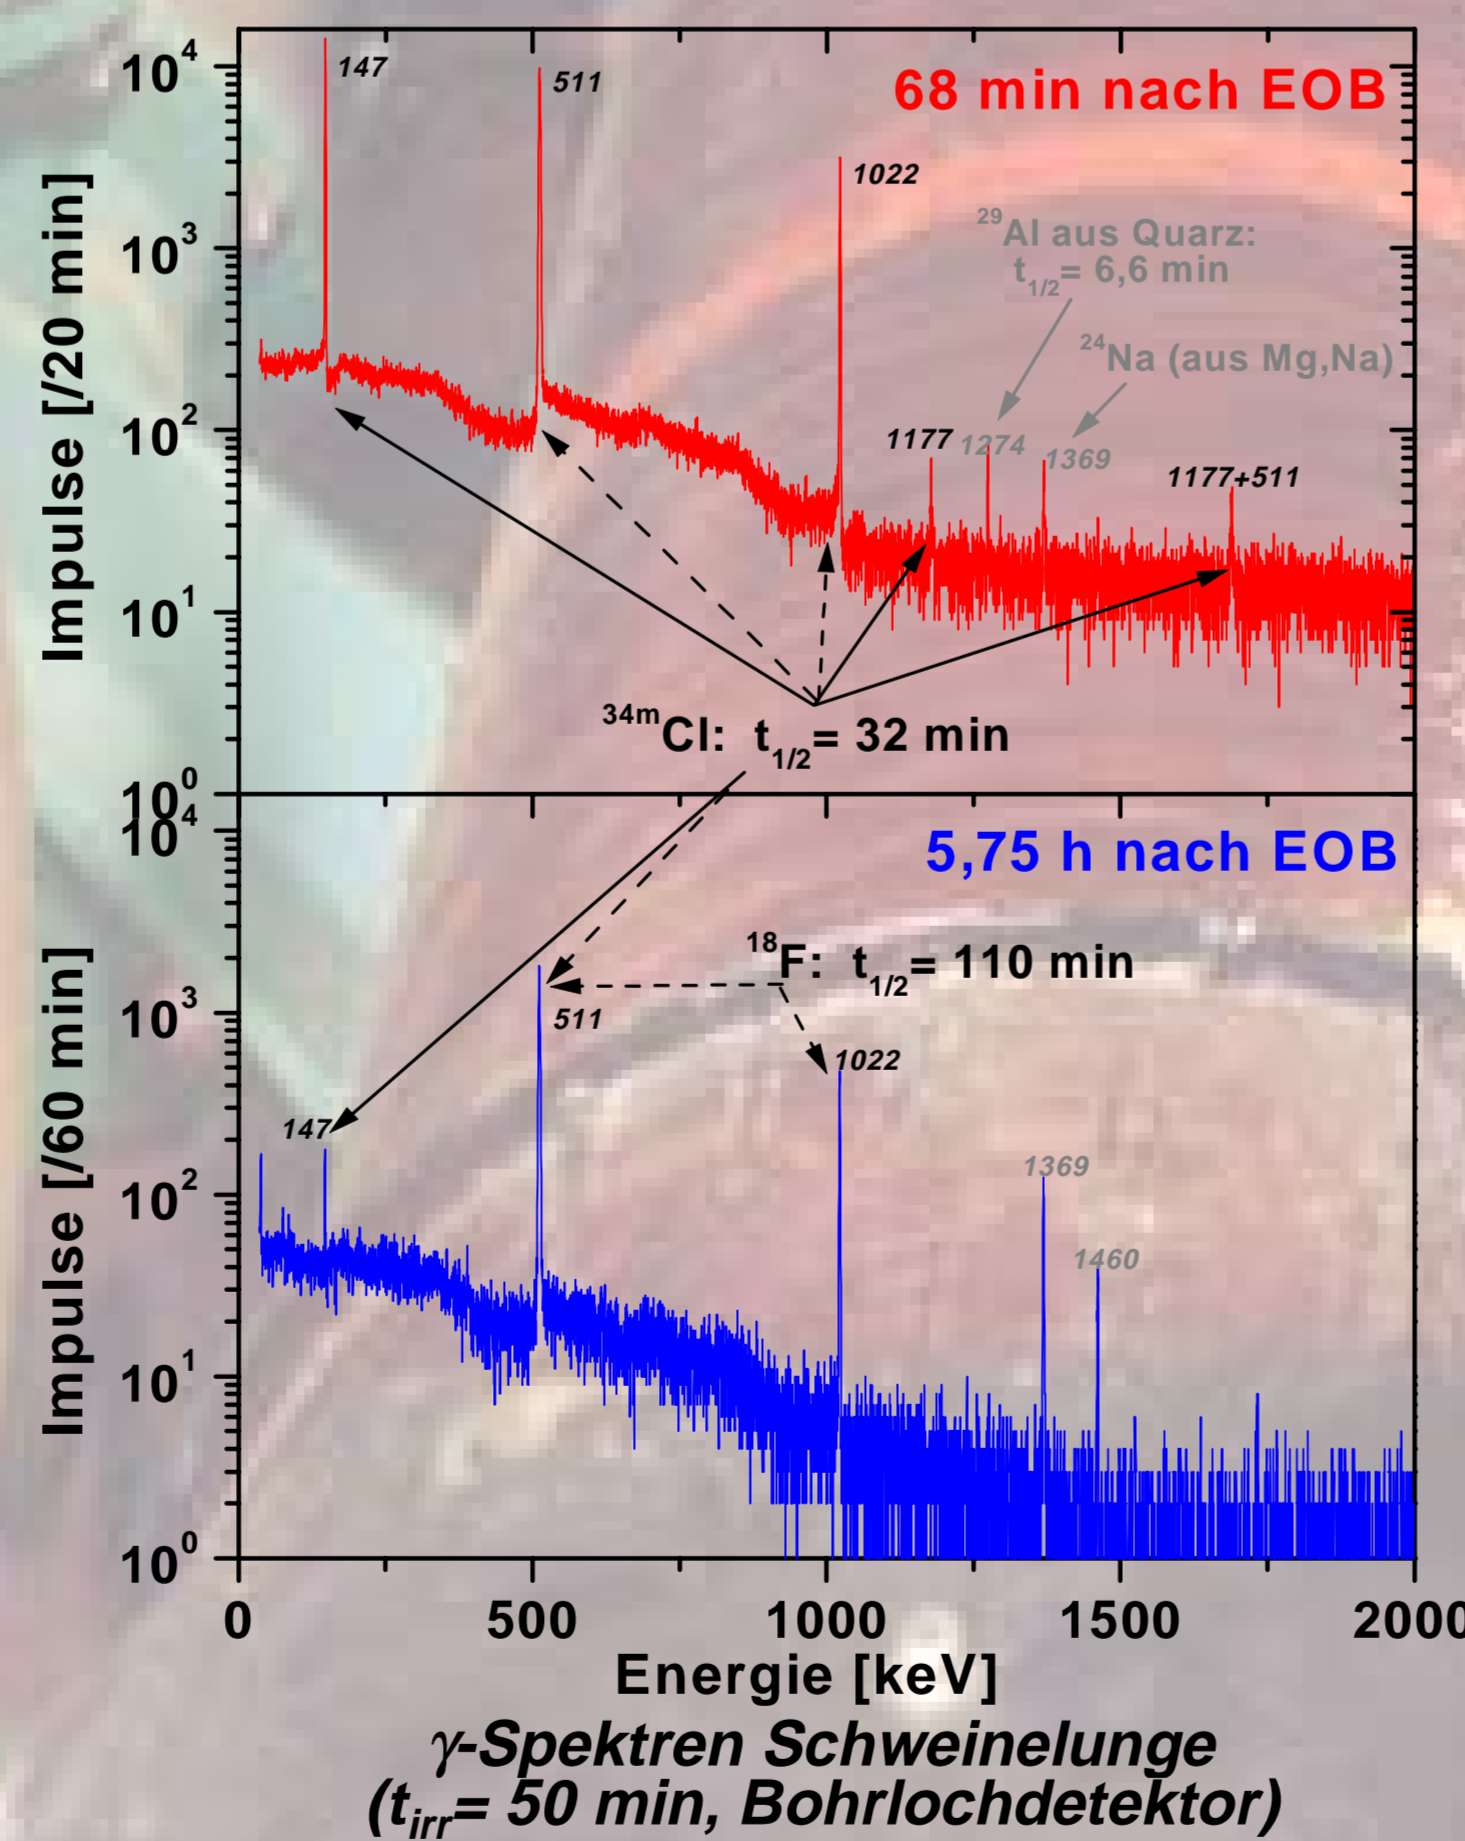 10⁴
147
511
68 min nach EOB
1022
10³
²⁹Al aus Quarz:
t₁/₂= 6,6 min
²⁴Na (aus Mg,Na)
10²
1177
1274
1369
1177+511
Impulse [/20 min]
10¹
³⁴ᵐCl: t₁/₂= 32 min
10⁰
10⁴
5,75 h nach EOB
¹⁸F: t₁/₂= 110 min
10³
511
1022
147
1369
10²
1460
Impulse [/60 min]
10¹
10⁰
0 500 1000 1500 2000
Energie [keV]
γ-Spektren Schweinelunge
(tᵢᵣᵣ= 50 min, Bohrlochdetektor)